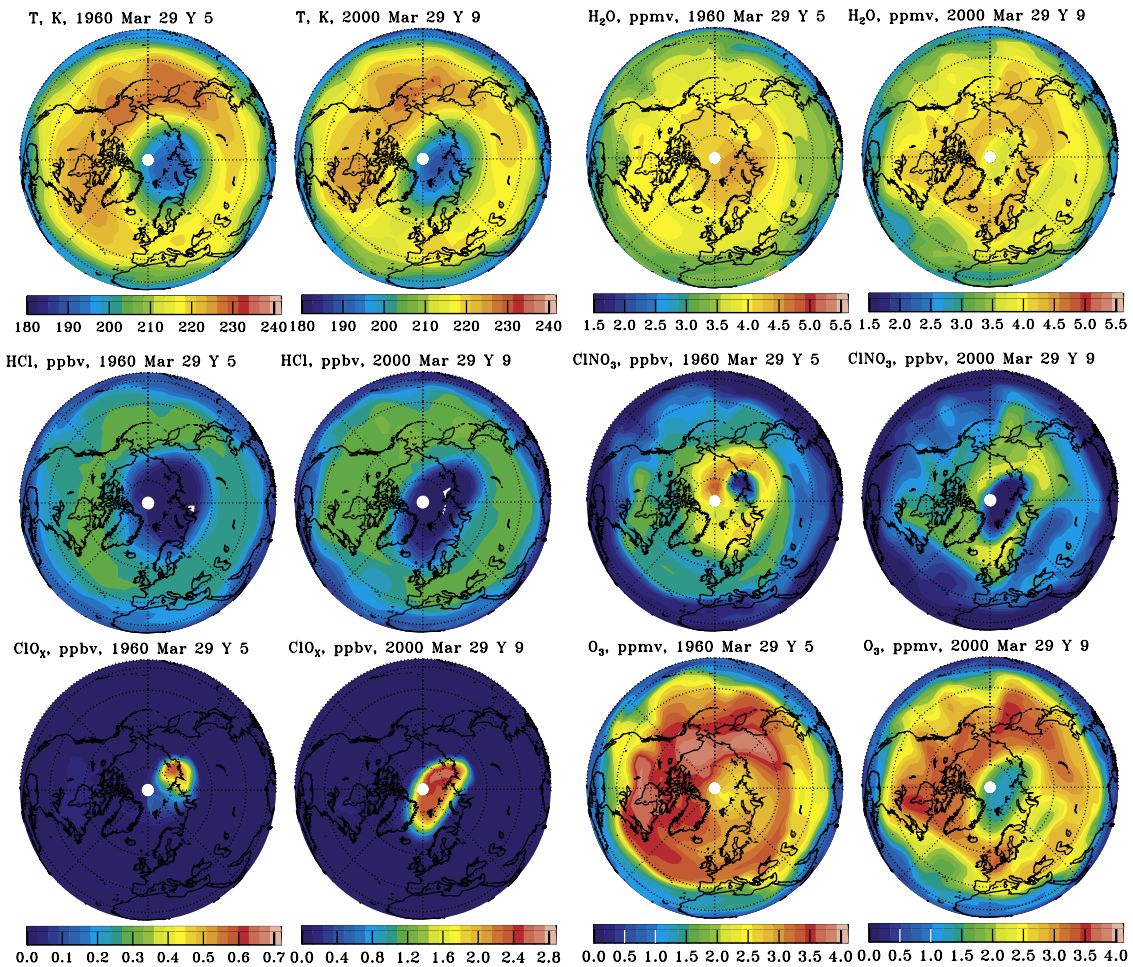 T, K, 1960 Mar 29 Y 5 T, K, 2000 Mar 29 Y 9 H₂O, ppmv, 1960 Mar 29 Y 5 H₂O, ppmv, 2000 Mar 29 Y 9
180 190 200 210 220 230 240 180 190 200 210 220 230 240 1.5 2.0 2.5 3.0 3.5 4.0 4.5 5.0 5.5 1.5 2.0 2.5 3.0 3.5 4.0 4.5 5.0 5.5
HCl, ppbv, 1960 Mar 29 Y 5 HCl, ppbv, 2000 Mar 29 Y 9 ClNO₃, ppbv, 1960 Mar 29 Y 5 ClNO₃, ppbv, 2000 Mar 29 Y 9
ClOₓ, ppbv, 1960 Mar 29 Y 5 ClOₓ, ppbv, 2000 Mar 29 Y 9 O₃, ppmv, 1960 Mar 29 Y 5 O₃, ppmv, 2000 Mar 29 Y 9
0.0 0.1 0.2 0.3 0.4 0.5 0.6 0.7 0.0 0.4 0.8 1.2 1.6 2.0 2.4 2.8 0.0 0.5 1.0 1.5 2.0 2.5 3.0 3.5 4.0 0.0 0.5 1.0 1.5 2.0 2.5 3.0 3.5 4.0